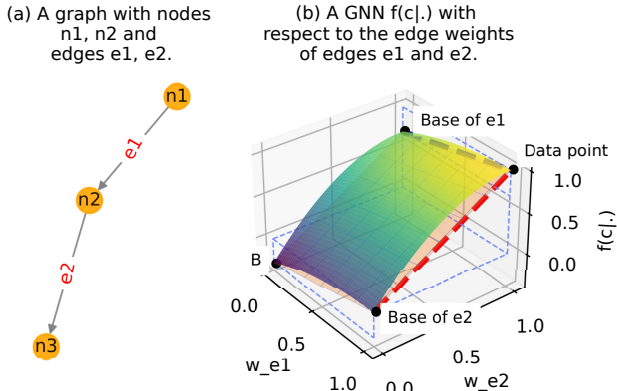 (a) A graph with nodes
n1, n2 and
edges e1, e2.
n1
e1
n2
e2
n3
(b) A GNN f(c|.) with
respect to the edge weights
of edges e1 and e2.
Base of e1
Data point
B
Base of e2
0.0
0.5
1.0
w_e1
0.0
0.5
1.0
w_e2
1.0
0.5
0.0
f(c|.)